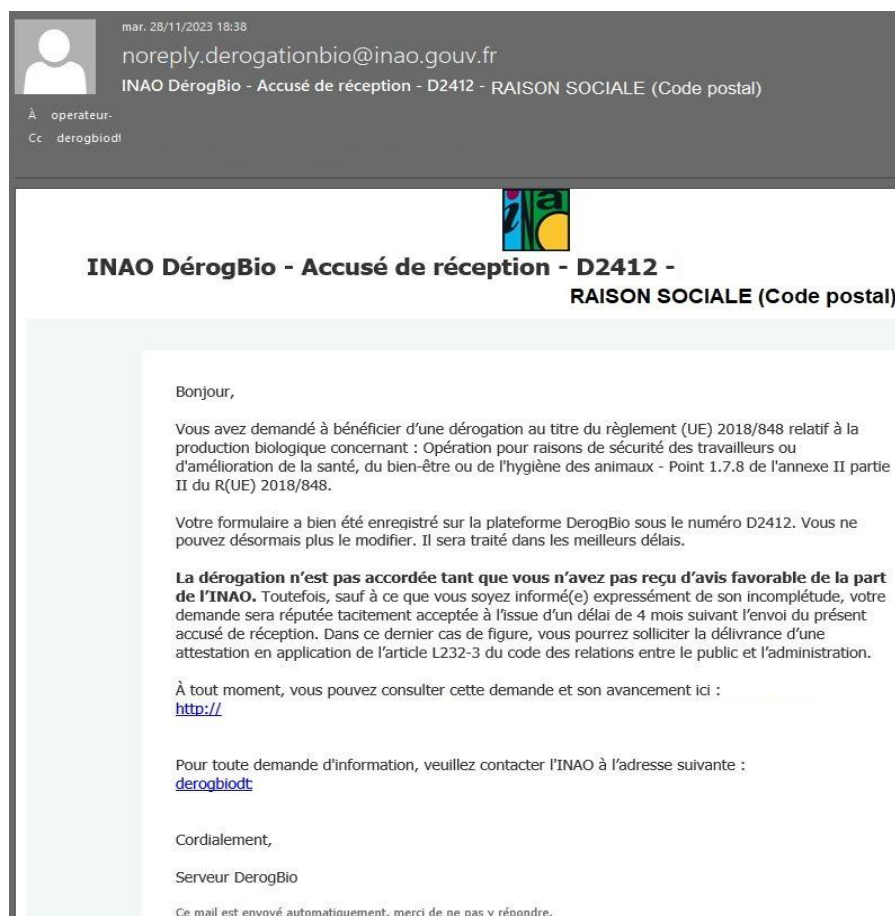 mar. 28/11/2023 18:38
noreply.derogationbio@inao.gouv.fr
INAO DérogBio - Accusé de réception - D2412 - RAISON SOCIALE (Code postal)
À operateur-
Cc derogbiodt
inao
INAO DérogBio - Accusé de réception - D2412 -
RAISON SOCIALE (Code postal)
Bonjour,
Vous avez demandé à bénéficier d’une dérogation au titre du règlement (UE) 2018/848 relatif à la
production biologique concernant : Opération pour raisons de sécurité des travailleurs ou
d'amélioration de la santé, du bien-être ou de l'hygiène des animaux - Point 1.7.8 de l'annexe II partie
II du R(UE) 2018/848.
Votre formulaire a bien été enregistré sur la plateforme DerogBio sous le numéro D2412. Vous ne
pouvez désormais plus le modifier. Il sera traité dans les meilleurs délais.
La dérogation n’est pas accordée tant que vous n’avez pas reçu d’avis favorable de la part
de l’INAO. Toutefois, sauf à ce que vous soyez informé(e) expressément de son incomplétude, votre
demande sera réputée tacitement acceptée à l’issue d’un délai de 4 mois suivant l’envoi du présent
accusé de réception. Dans ce dernier cas de figure, vous pourrez solliciter la délivrance d’une
attestation en application de l’article L232-3 du code des relations entre le public et l’administration.
À tout moment, vous pouvez consulter cette demande et son avancement ici :
http://
Pour toute demande d'information, veuillez contacter l'INAO à l’adresse suivante :
derogbiodt
Cordialement,
Serveur DerogBio
Ce mail est envoyé automatiquement, merci de ne pas y répondre.